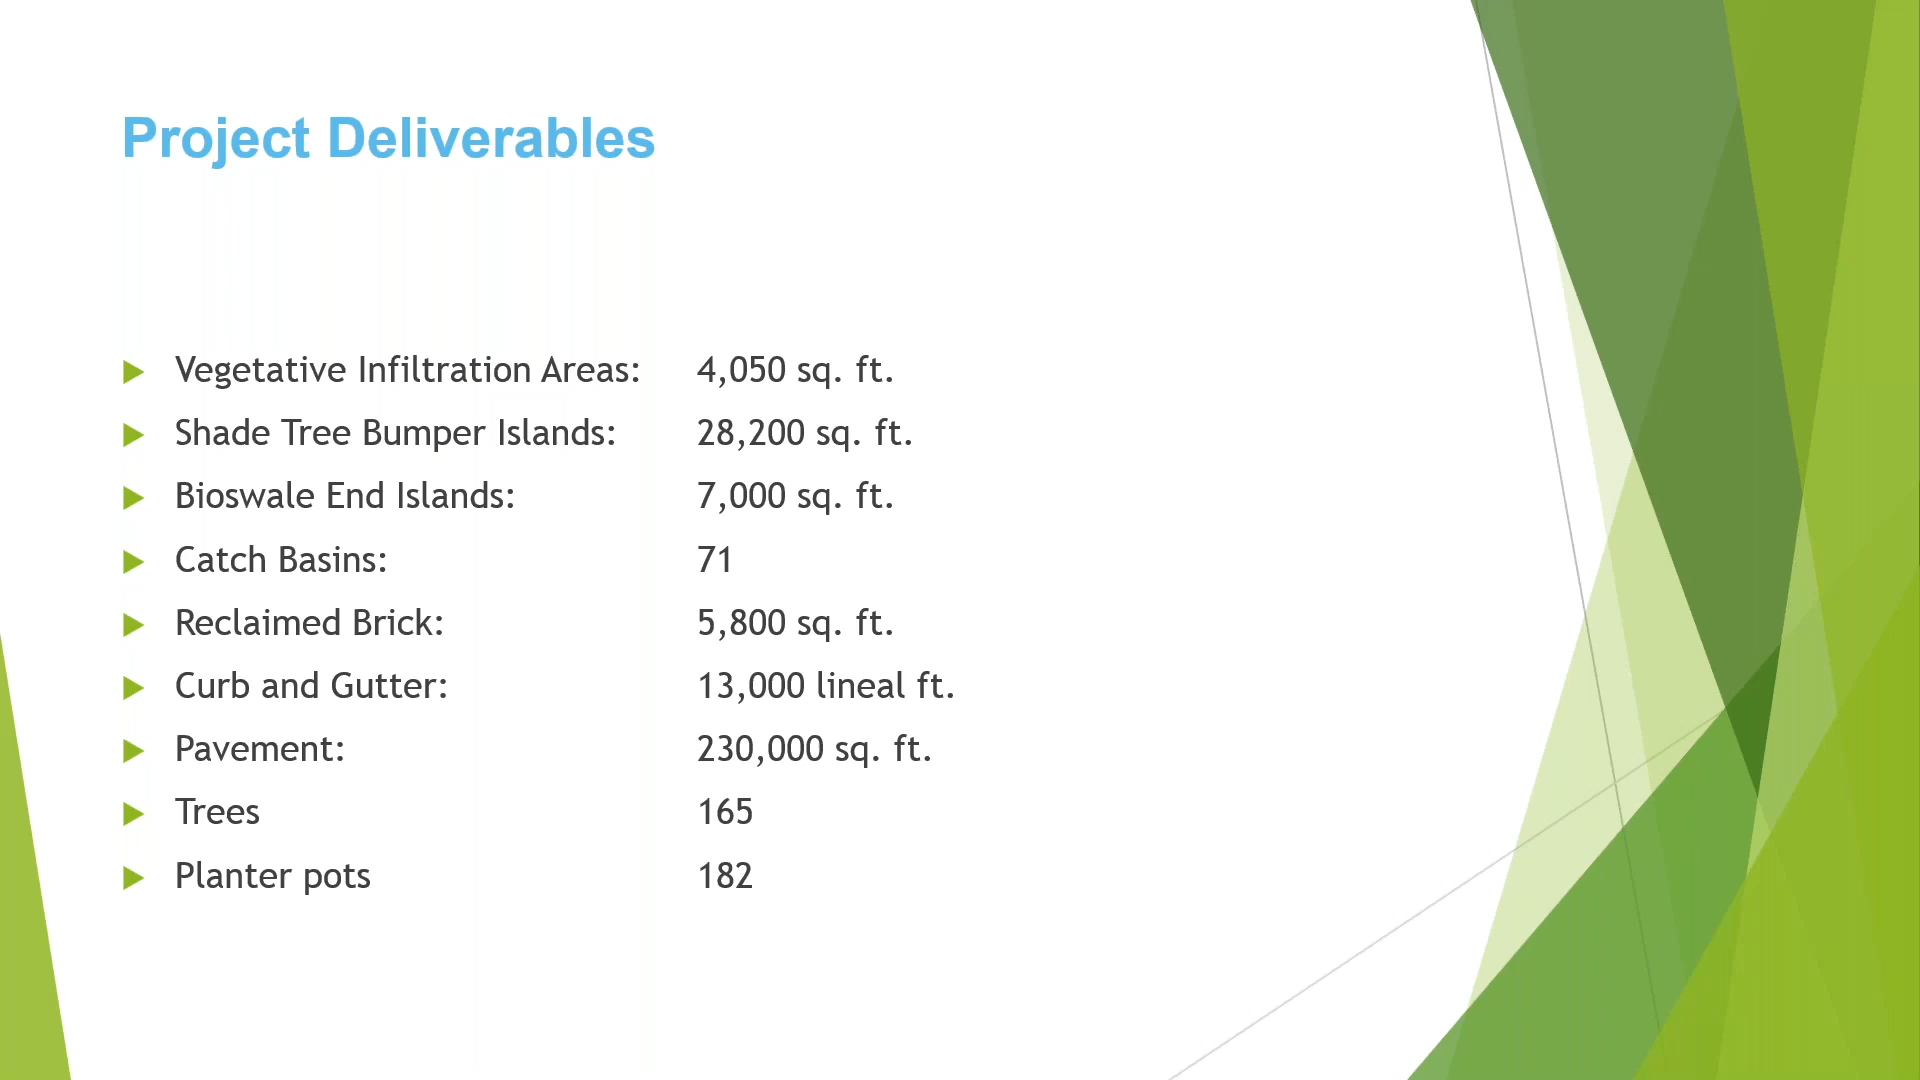 Project Deliverables
Vegetative Infiltration Areas: 4,050 sq. ft.
Shade Tree Bumper Islands: 28,200 sq. ft.
Bioswale End Islands: 7,000 sq. ft.
Catch Basins: 71
Reclaimed Brick: 5,800 sq. ft.
Curb and Gutter: 13,000 lineal ft.
Pavement: 230,000 sq. ft.
Trees 165
Planter pots 182